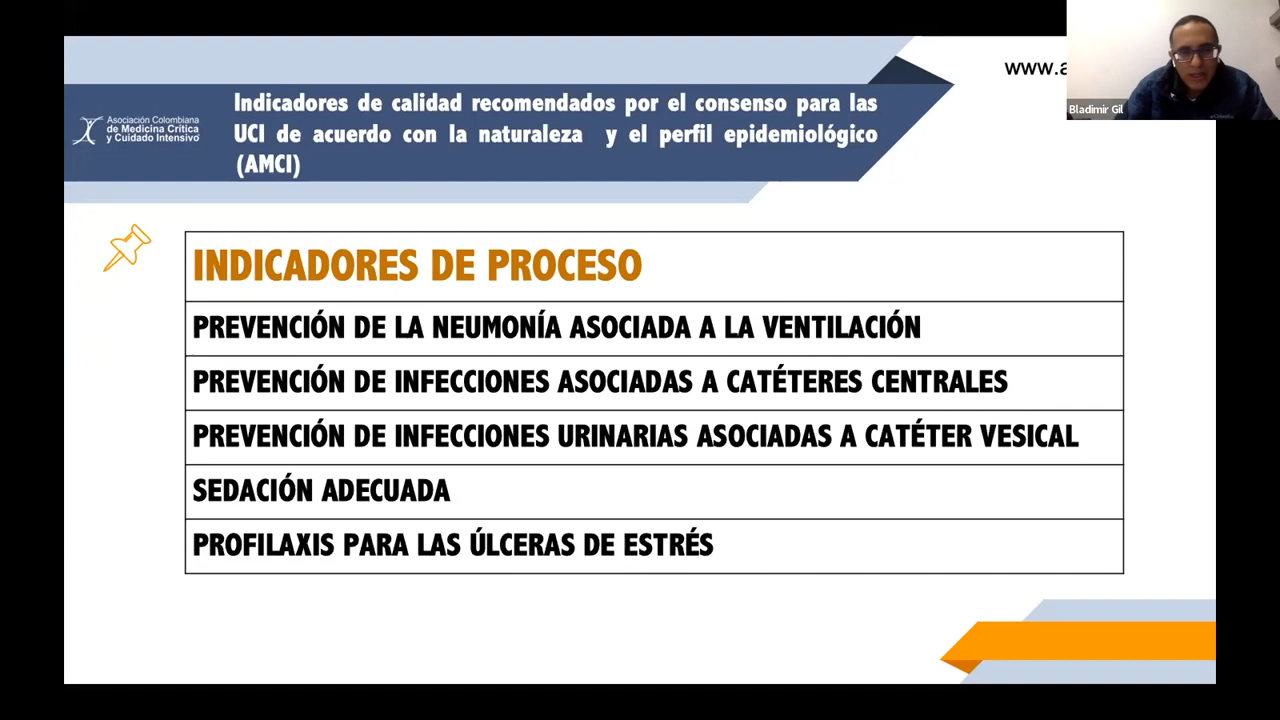 www.a
Bladimir Gil
Asociación Colombiana
de Medicina Crítica
y Cuidado Intensivo
Indicadores de calidad recomendados por el consenso para las
UCI de acuerdo con la naturaleza y el perfil epidemiológico
(AMCI)
INDICADORES DE PROCESO
PREVENCIÓN DE LA NEUMONÍA ASOCIADA A LA VENTILACIÓN
PREVENCIÓN DE INFECCIONES ASOCIADAS A CATÉTERES CENTRALES
PREVENCIÓN DE INFECCIONES URINARIAS ASOCIADAS A CATÉTER VESICAL
SEDACIÓN ADECUADA
PROFILAXIS PARA LAS ÚLCERAS DE ESTRÉS